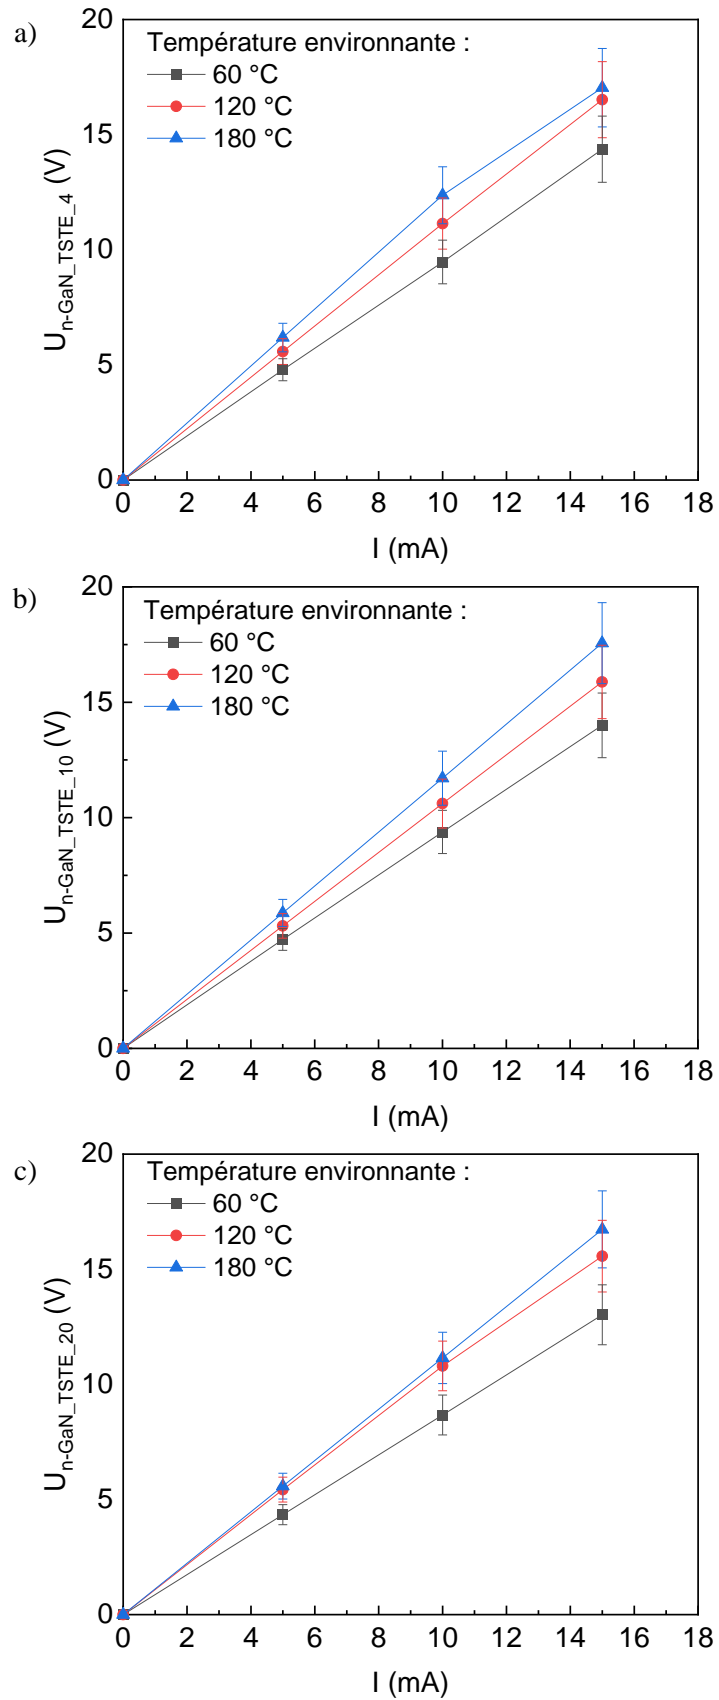 a)
Température environnante :
60 °C
120 °C
180 °C
U_n-GaN_TSTE_4 (V)
20
15
10
5
0
0 2 4 6 8 10 12 14 16 18
I (mA)
b)
Température environnante :
60 °C
120 °C
180 °C
U_n-GaN_TSTE_10 (V)
20
15
10
5
0
0 2 4 6 8 10 12 14 16 18
I (mA)
c)
Température environnante :
60 °C
120 °C
180 °C
U_n-GaN_TSTE_20 (V)
20
15
10
5
0
0 2 4 6 8 10 12 14 16 18
I (mA)